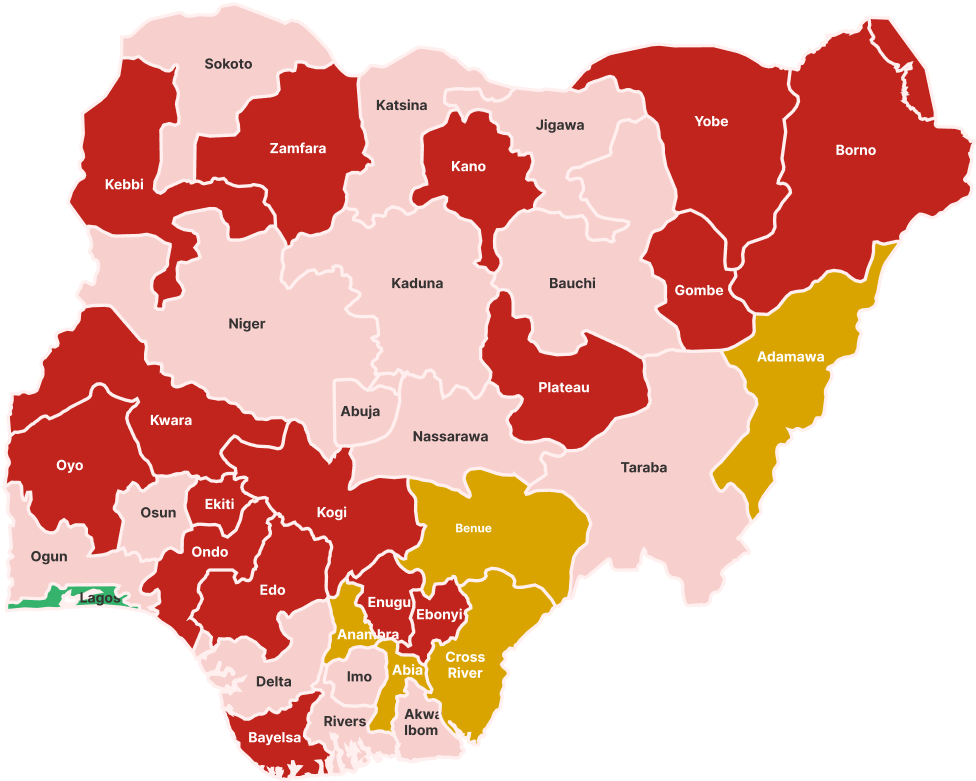 Sokoto
Katsina
Jigawa
Yobe
Zamfara
Borno
Kano
Kebbi
Kaduna
Bauchi
Gombe
Niger
Adamawa
Plateau
Abuja
Kwara
Nassarawa
Oyo
Taraba
Ekiti
Osun
Kogi
Benue
Ondo
Ogun
Edo
Lagos
Enugu
Ebonyi
Anambra
Cross
River
Abia
Imo
Delta
Akwa
Ibom
Rivers
Bayelsa